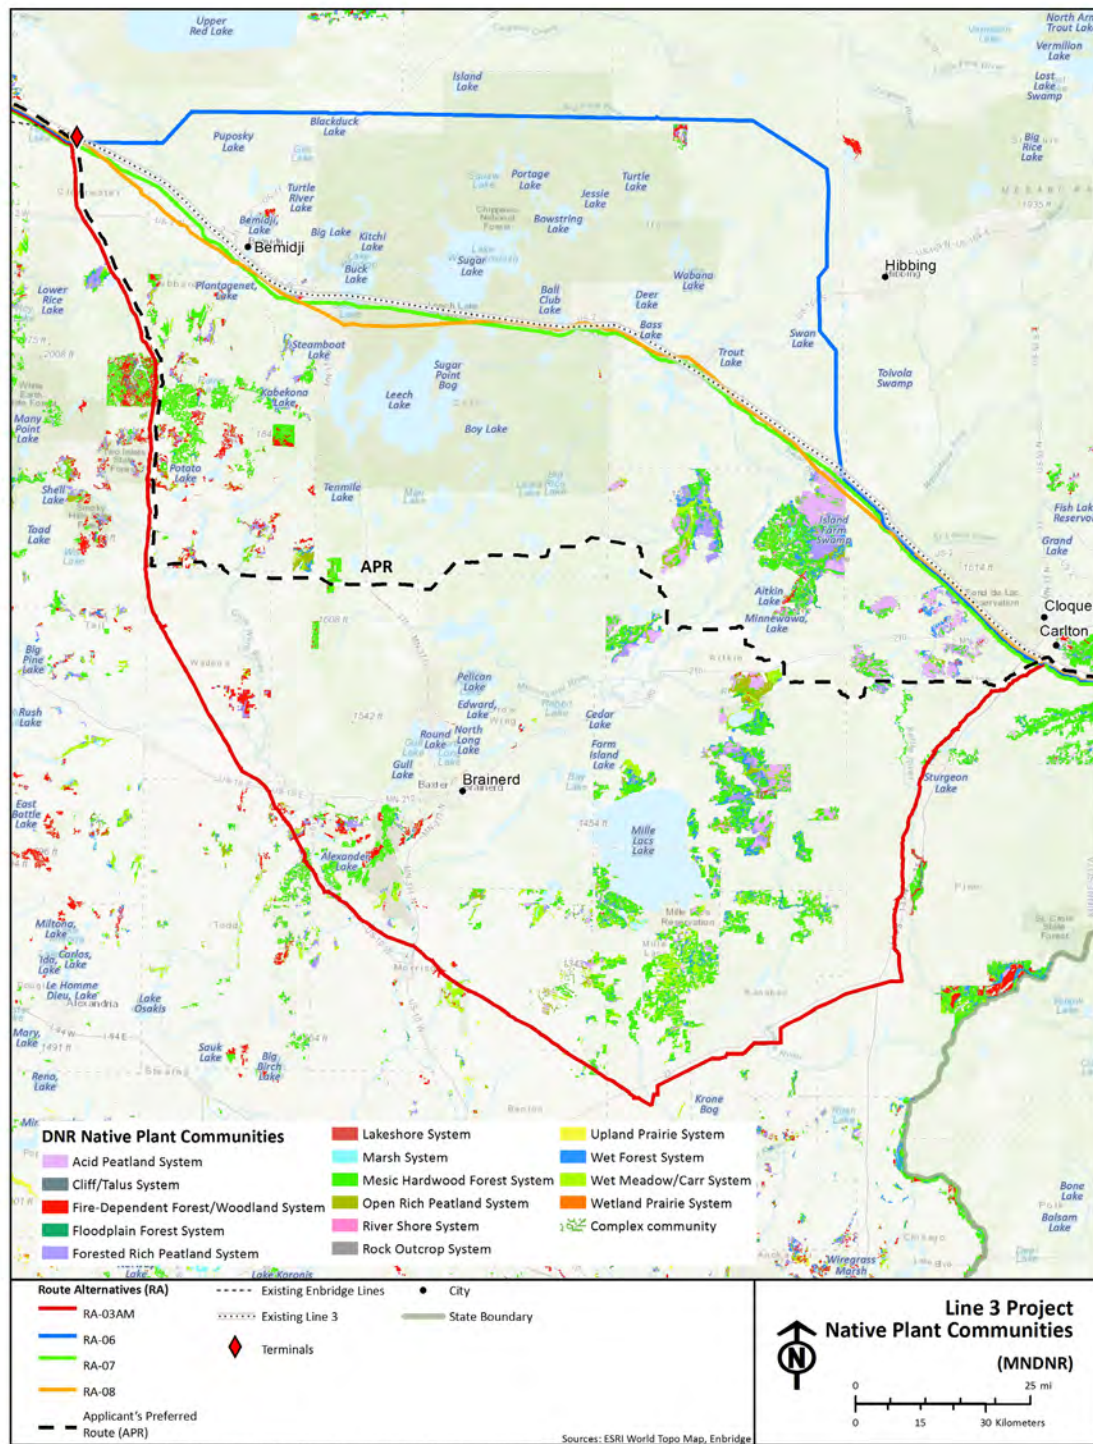 Upper
Red Lake
North Arm
Trout Lake
Vermilion
Lake
Lost
Lake
Swamp
Island
Lake
Big
Rice
Lake
Blackduck
Lake
Puposky
Lake
Portage
Lake
Turtle
Lake
Jessie
Lake
Turtle
River
Lake
Bowstring
Lake
Bemidji,
Lake
Big Lake
Kitchi
Lake
Bemidji
Buck
Lake
Sugar
Lake
Wabana
Lake
Hibbing
Lower
Rice
Lake
Plantagenet,
Lake
Ball
Club
Lake
Deer
Lake
Bass
Lake
Swan
Lake
Trout
Lake
Steamboat
Lake
Sugar
Point
Bog
Toivola
Swamp
Kabekona
Lake
Leech
Lake
Many
Point
Lake
Boy Lake
Potato
Lake
Tenmile
Lake
Shell
Lake
Toad
Lake
Island
Farm
Swamp
Fish Lake
Reservoir
Grand
Lake
APR
Aitkin
Lake
Minnewawa,
Lake
Cloque
Carlton
Big
Pine
Lake
Pelican
Lake
Edward,
Lake
Rush
Lake
Round
Lake
North
Long
Lake
Cedar
Lake
Farm
Island
Lake
Gull
Lake
Brainerd
Sturgeon
Lake
East
Battle
Lake
Mille
Lacs
Lake
Alexander
Lake
Miltona,
Lake
Ida,
Lake
Carlos,
Lake
Le Homme
Dieu, Lake
Alexandria
Lake
Osakis
Mary,
Lake
Sauk
Lake
Big
Birch
Lake
Reno,
Lake
Krone
Bog
Bone
Lake
Balsam
Lake
Wiregrass
Marsh
Lake Koronis
DNR Native Plant Communities
Acid Peatland System
Cliff/Talus System
Fire-Dependent Forest/Woodland System
Floodplain Forest System
Forested Rich Peatland System
Lakeshore System
Marsh System
Mesic Hardwood Forest System
Open Rich Peatland System
River Shore System
Rock Outcrop System
Upland Prairie System
Wet Forest System
Wet Meadow/Carr System
Wetland Prairie System
Complex community
Route Alternatives (RA)
RA-03AM
RA-06
RA-07
RA-08
Applicant's Preferred
Route (APR)
Existing Enbridge Lines
Existing Line 3
Terminals
City
State Boundary
Sources: ESRI World Topo Map, Enbridge
Line 3 Project
Native Plant Communities
(MNDNR)
N
0 25 mi
0 15 30 Kilometers